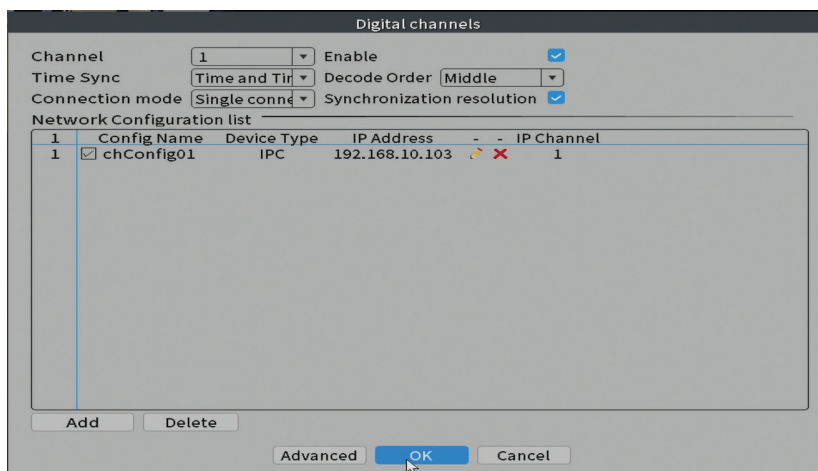 Digital channels
Channel 1 Enable
Time Sync Time and Tir Decode Order Middle
Connection mode Single conne Synchronization resolution
Network Configuration list
1 Config Name Device Type IP Address - - IP Channel
1 chConfig01 IPC 192.168.10.103 1
Add Delete
Advanced OK Cancel